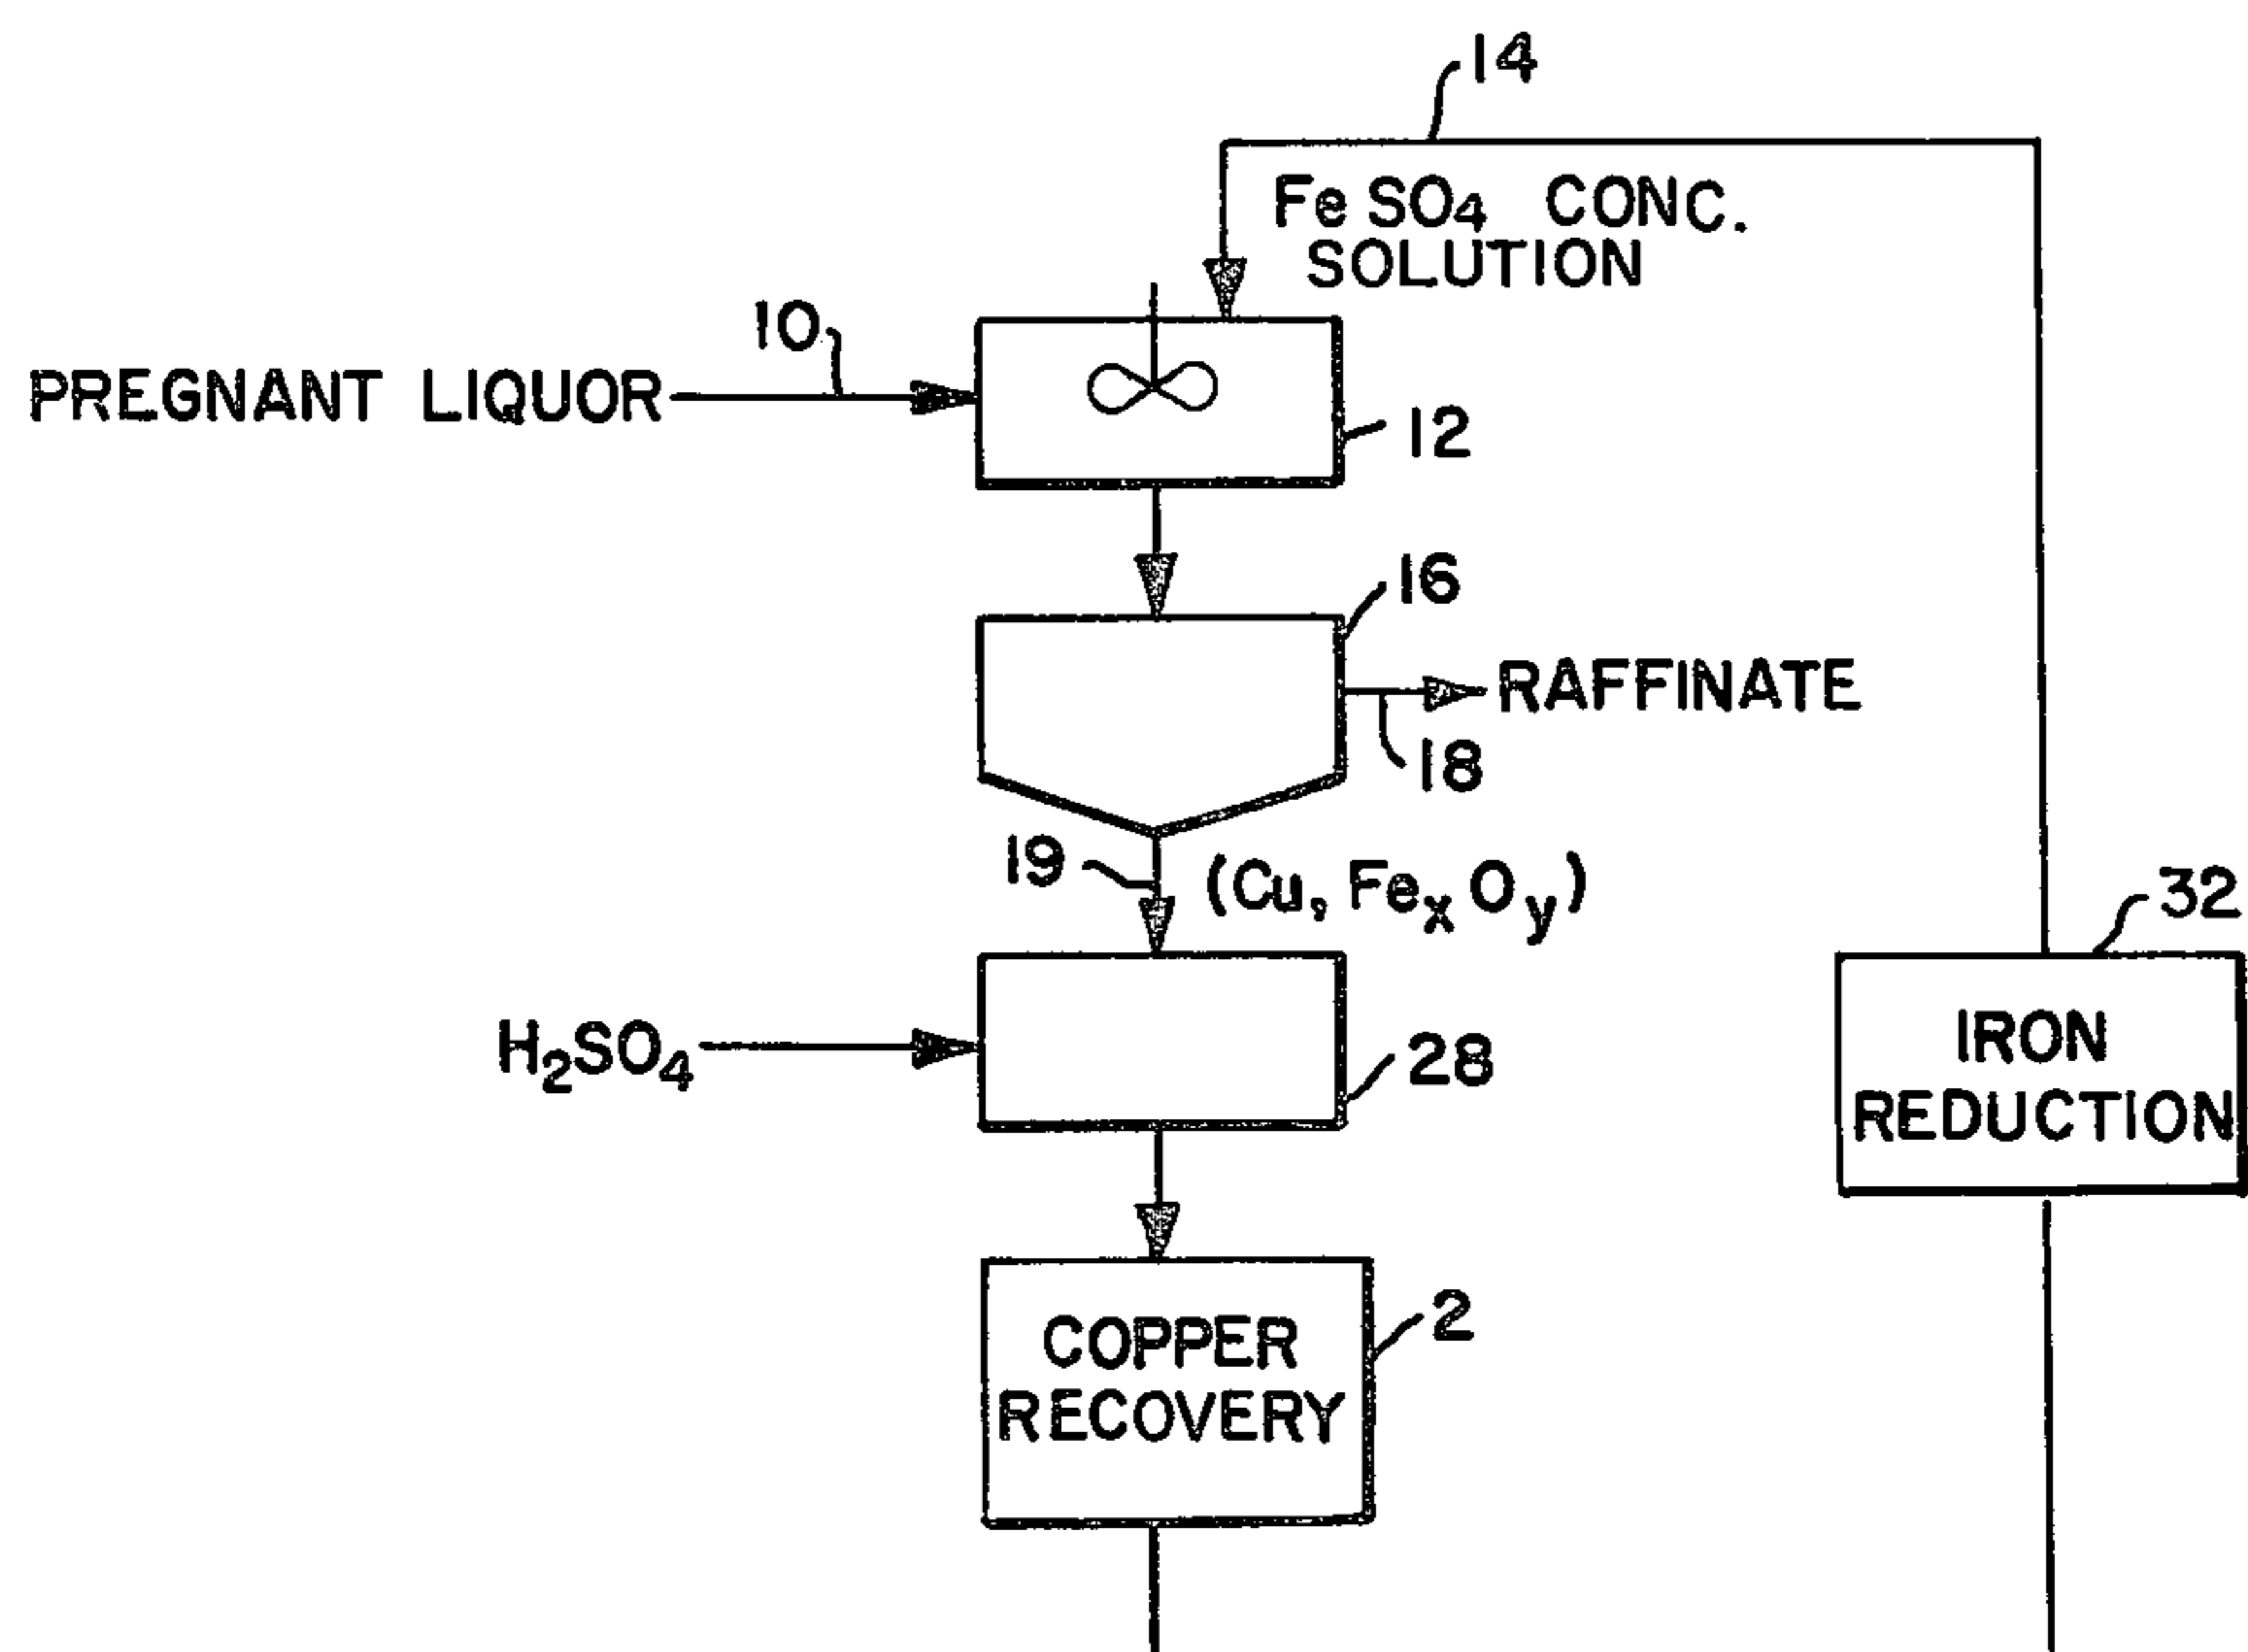 14
FeSO₄ CONC.
SOLUTION
10
PREGNANT LIQUOR
12
16
RAFFINATE
18
19
(Cu, FeₓOᵧ)
32
IRON
REDUCTION
H₂SO₄
28
COPPER
RECOVERY
2